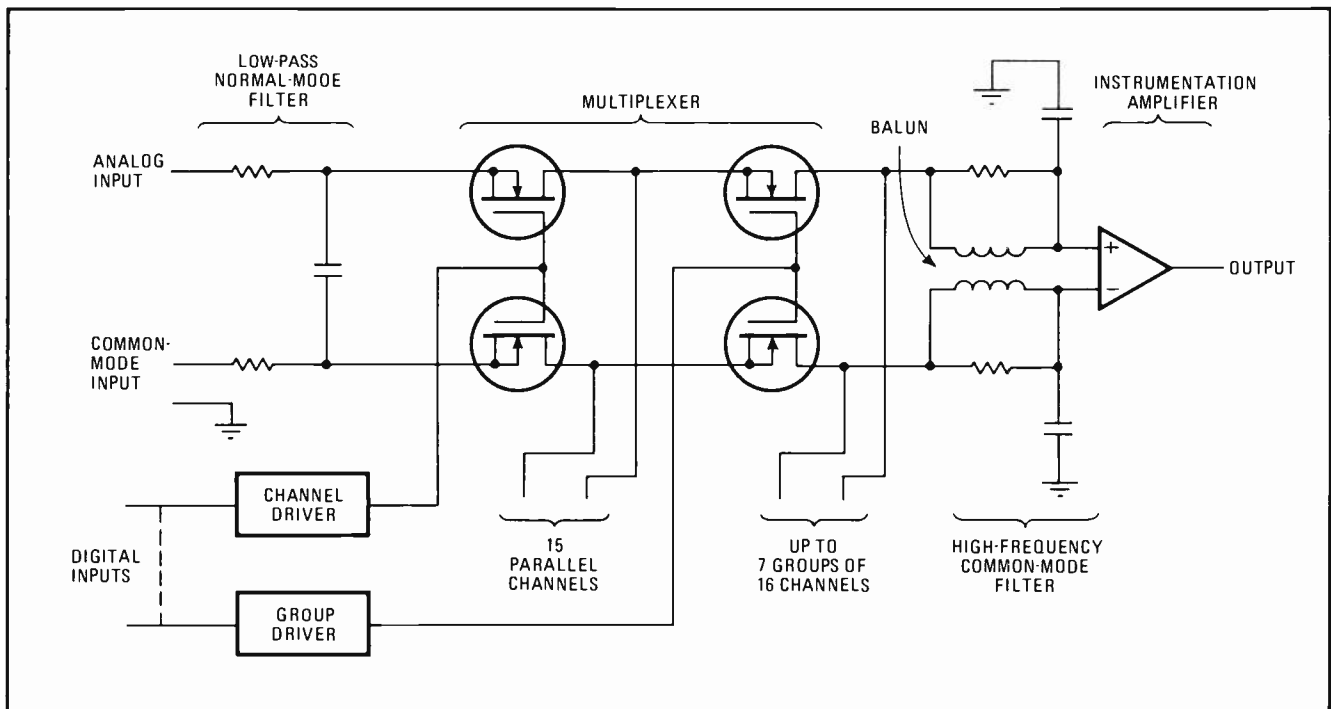 LOW-PASS
NORMAL-MODE
FILTER
MULTIPLEXER
INSTRUMENTATION
AMPLIFIER
BALUN
ANALOG
INPUT
+
−
OUTPUT
COMMON-
MODE
INPUT
CHANNEL
DRIVER
DIGITAL
INPUTS
GROUP
DRIVER
15
PARALLEL
CHANNELS
UP TO
7 GROUPS OF
16 CHANNELS
HIGH-FREQUENCY
COMMON-MODE
FILTER